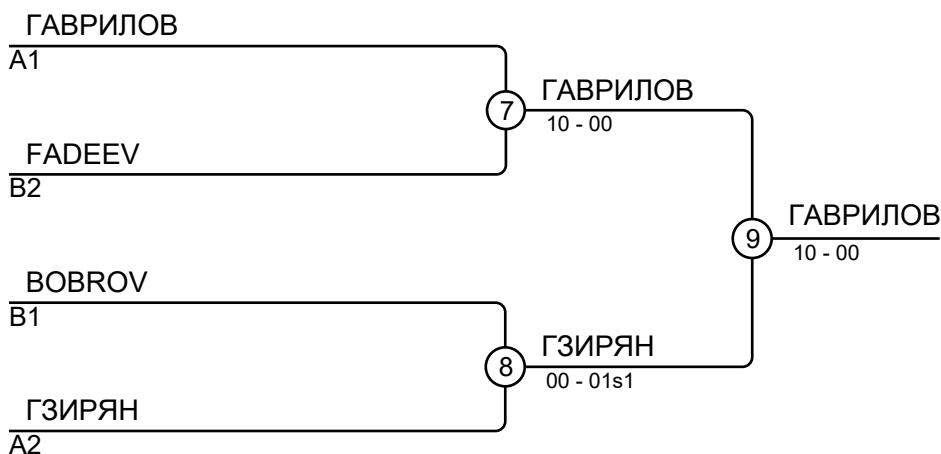 ГАВРИЛОВ
A1
7
ГАВРИЛОВ
10 - 00
FADEEV
B2
9
ГАВРИЛОВ
10 - 00
BOBROV
B1
8
ГЗИРЯН
00 - 01s1
ГЗИРЯН
A2